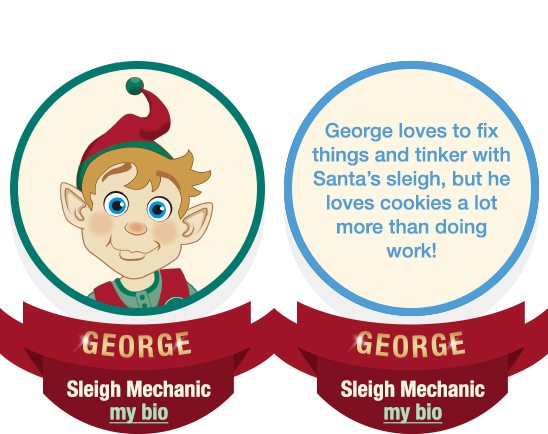 George loves to fix
things and tinker with
Santa’s sleigh, but he
loves cookies a lot
more than doing
work!
GEORGE
Sleigh Mechanic
my bio
GEORGE
Sleigh Mechanic
my bio